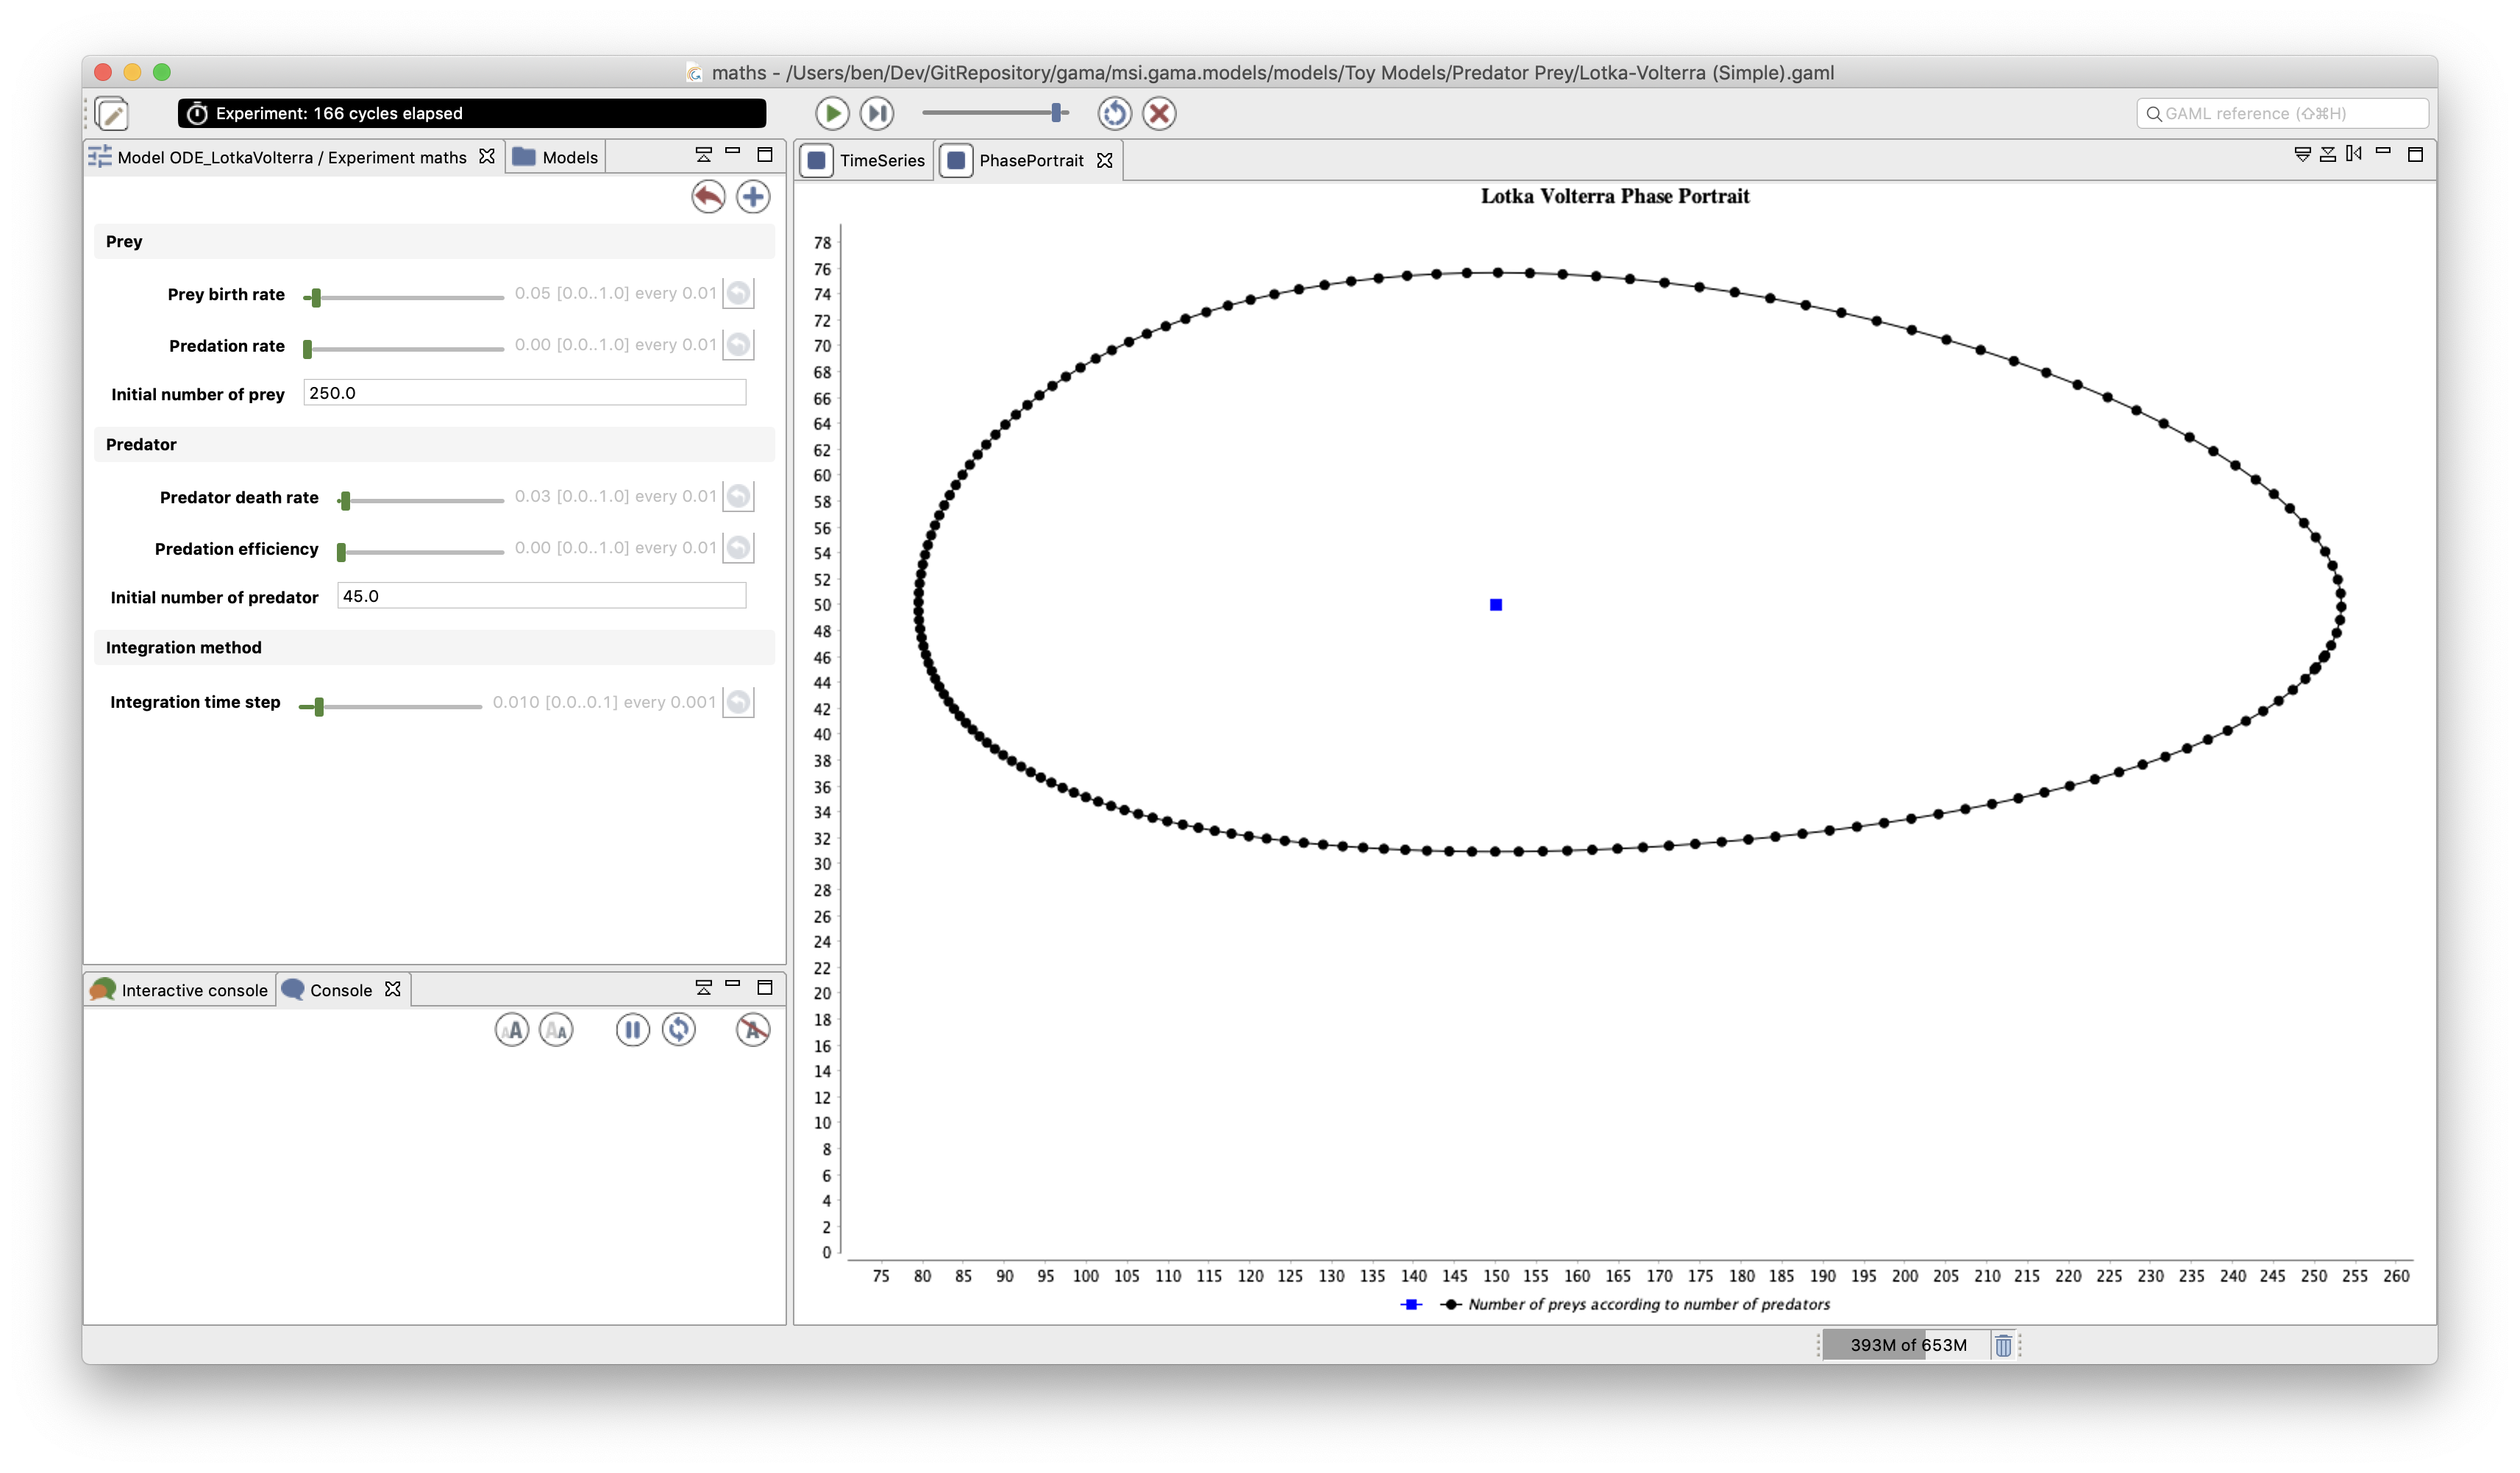 maths - /Users/ben/Dev/GitRepository/gama/msi.gama.models/models/Toy Models/Predator Prey/Lotka-Volterra (Simple).gaml
Experiment: 166 cycles elapsed
GAML reference (⇧⌘H)
Model ODE_LotkaVolterra / Experiment maths
Models
Prey
Prey birth rate 0.05 [0.0..1.0] every 0.01
Predation rate 0.00 [0.0..1.0] every 0.01
Initial number of prey 250.0
Predator
Predator death rate 0.03 [0.0..1.0] every 0.01
Predation efficiency 0.00 [0.0..1.0] every 0.01
Initial number of predator 45.0
Integration method
Integration time step 0.010 [0.0..0.1] every 0.001
Interactive console
Console
AA
AA
A
TimeSeries
PhasePortrait
Lotka Volterra Phase Portrait
78
76
74
72
70
68
66
64
62
60
58
56
54
52
50
48
46
44
42
40
38
36
34
32
30
28
26
24
22
20
18
16
14
12
10
8
6
4
2
0
75 80 85 90 95 100 105 110 115 120 125 130 135 140 145 150 155 160 165 170 175 180 185 190 195 200 205 210 215 220 225 230 235 240 245 250 255 260
Number of preys according to number of predators
393M of 653M